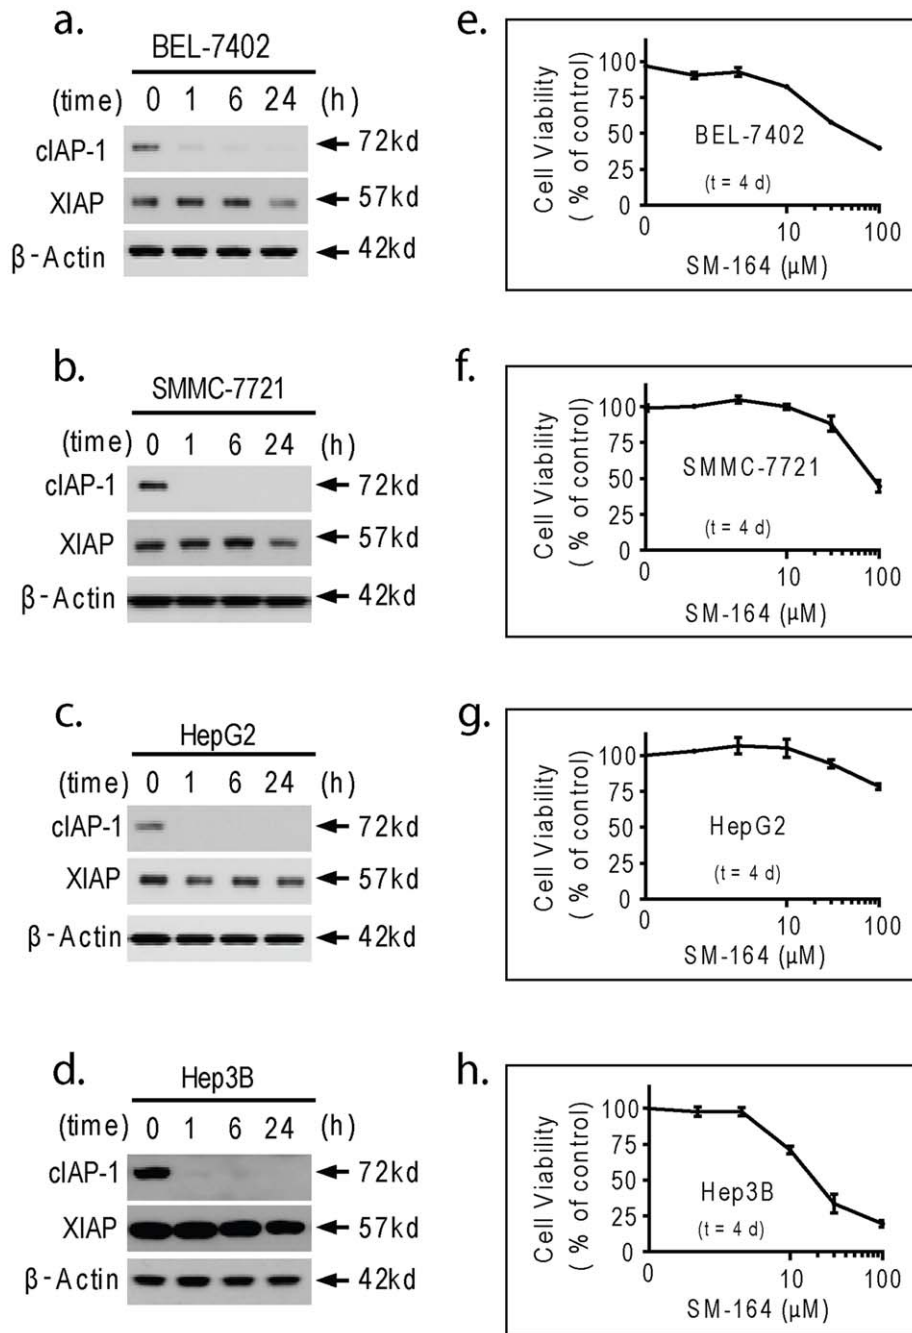 a.
BEL-7402
(time) 0 1 6 24 (h)
cIAP-1 72kd
XIAP 57kd
β-Actin 42kd
e.
Cell Viability
( % of control)
100
75
50
25
0
BEL-7402
(t = 4 d)
0 10 100
SM-164 (µM)
b.
SMMC-7721
(time) 0 1 6 24 (h)
cIAP-1 72kd
XIAP 57kd
β-Actin 42kd
f.
Cell Viability
( % of control)
100
75
50
25
0
SMMC-7721
(t = 4 d)
0 10 100
SM-164 (µM)
c.
HepG2
(time) 0 1 6 24 (h)
cIAP-1 72kd
XIAP 57kd
β-Actin 42kd
g.
Cell Viability
( % of control)
100
75
50
25
0
HepG2
(t = 4 d)
0 10 100
SM-164 (µM)
d.
Hep3B
(time) 0 1 6 24 (h)
cIAP-1 72kd
XIAP 57kd
β-Actin 42kd
h.
Cell Viability
( % of control)
100
75
50
25
0
Hep3B
(t = 4 d)
0 10 100
SM-164 (µM)